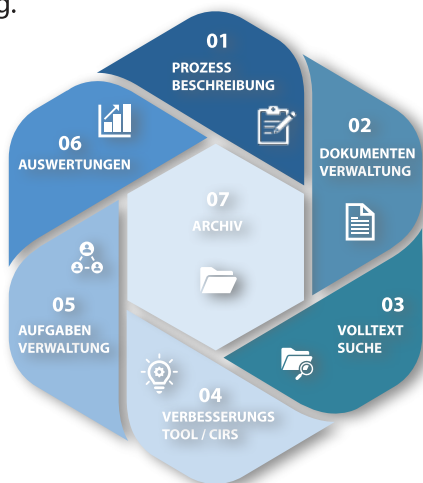 g.
01
PROZESS
BESCHREIBUNG
02
DOKUMENTEN
VERWALTUNG
03
VOLLTEXT
SUCHE
04
VERBESSERUNGS
TOOL / CIRS
05
AUFGABEN
VERWALTUNG
06
AUSWERTUNGEN
07
ARCHIV